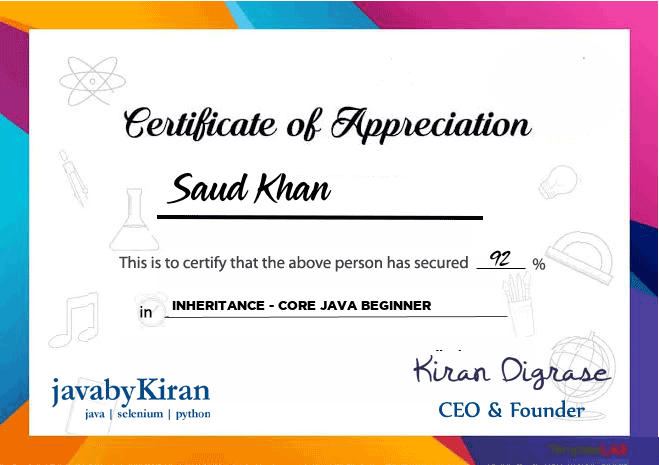 Certificate of Appreciation
Saud Khan
This is to certify that the above person has secured 92 %
in INHERITANCE - CORE JAVA BEGINNER
Kiran Digrase
javabyKiran
CEO & Founder
java | selenium | python